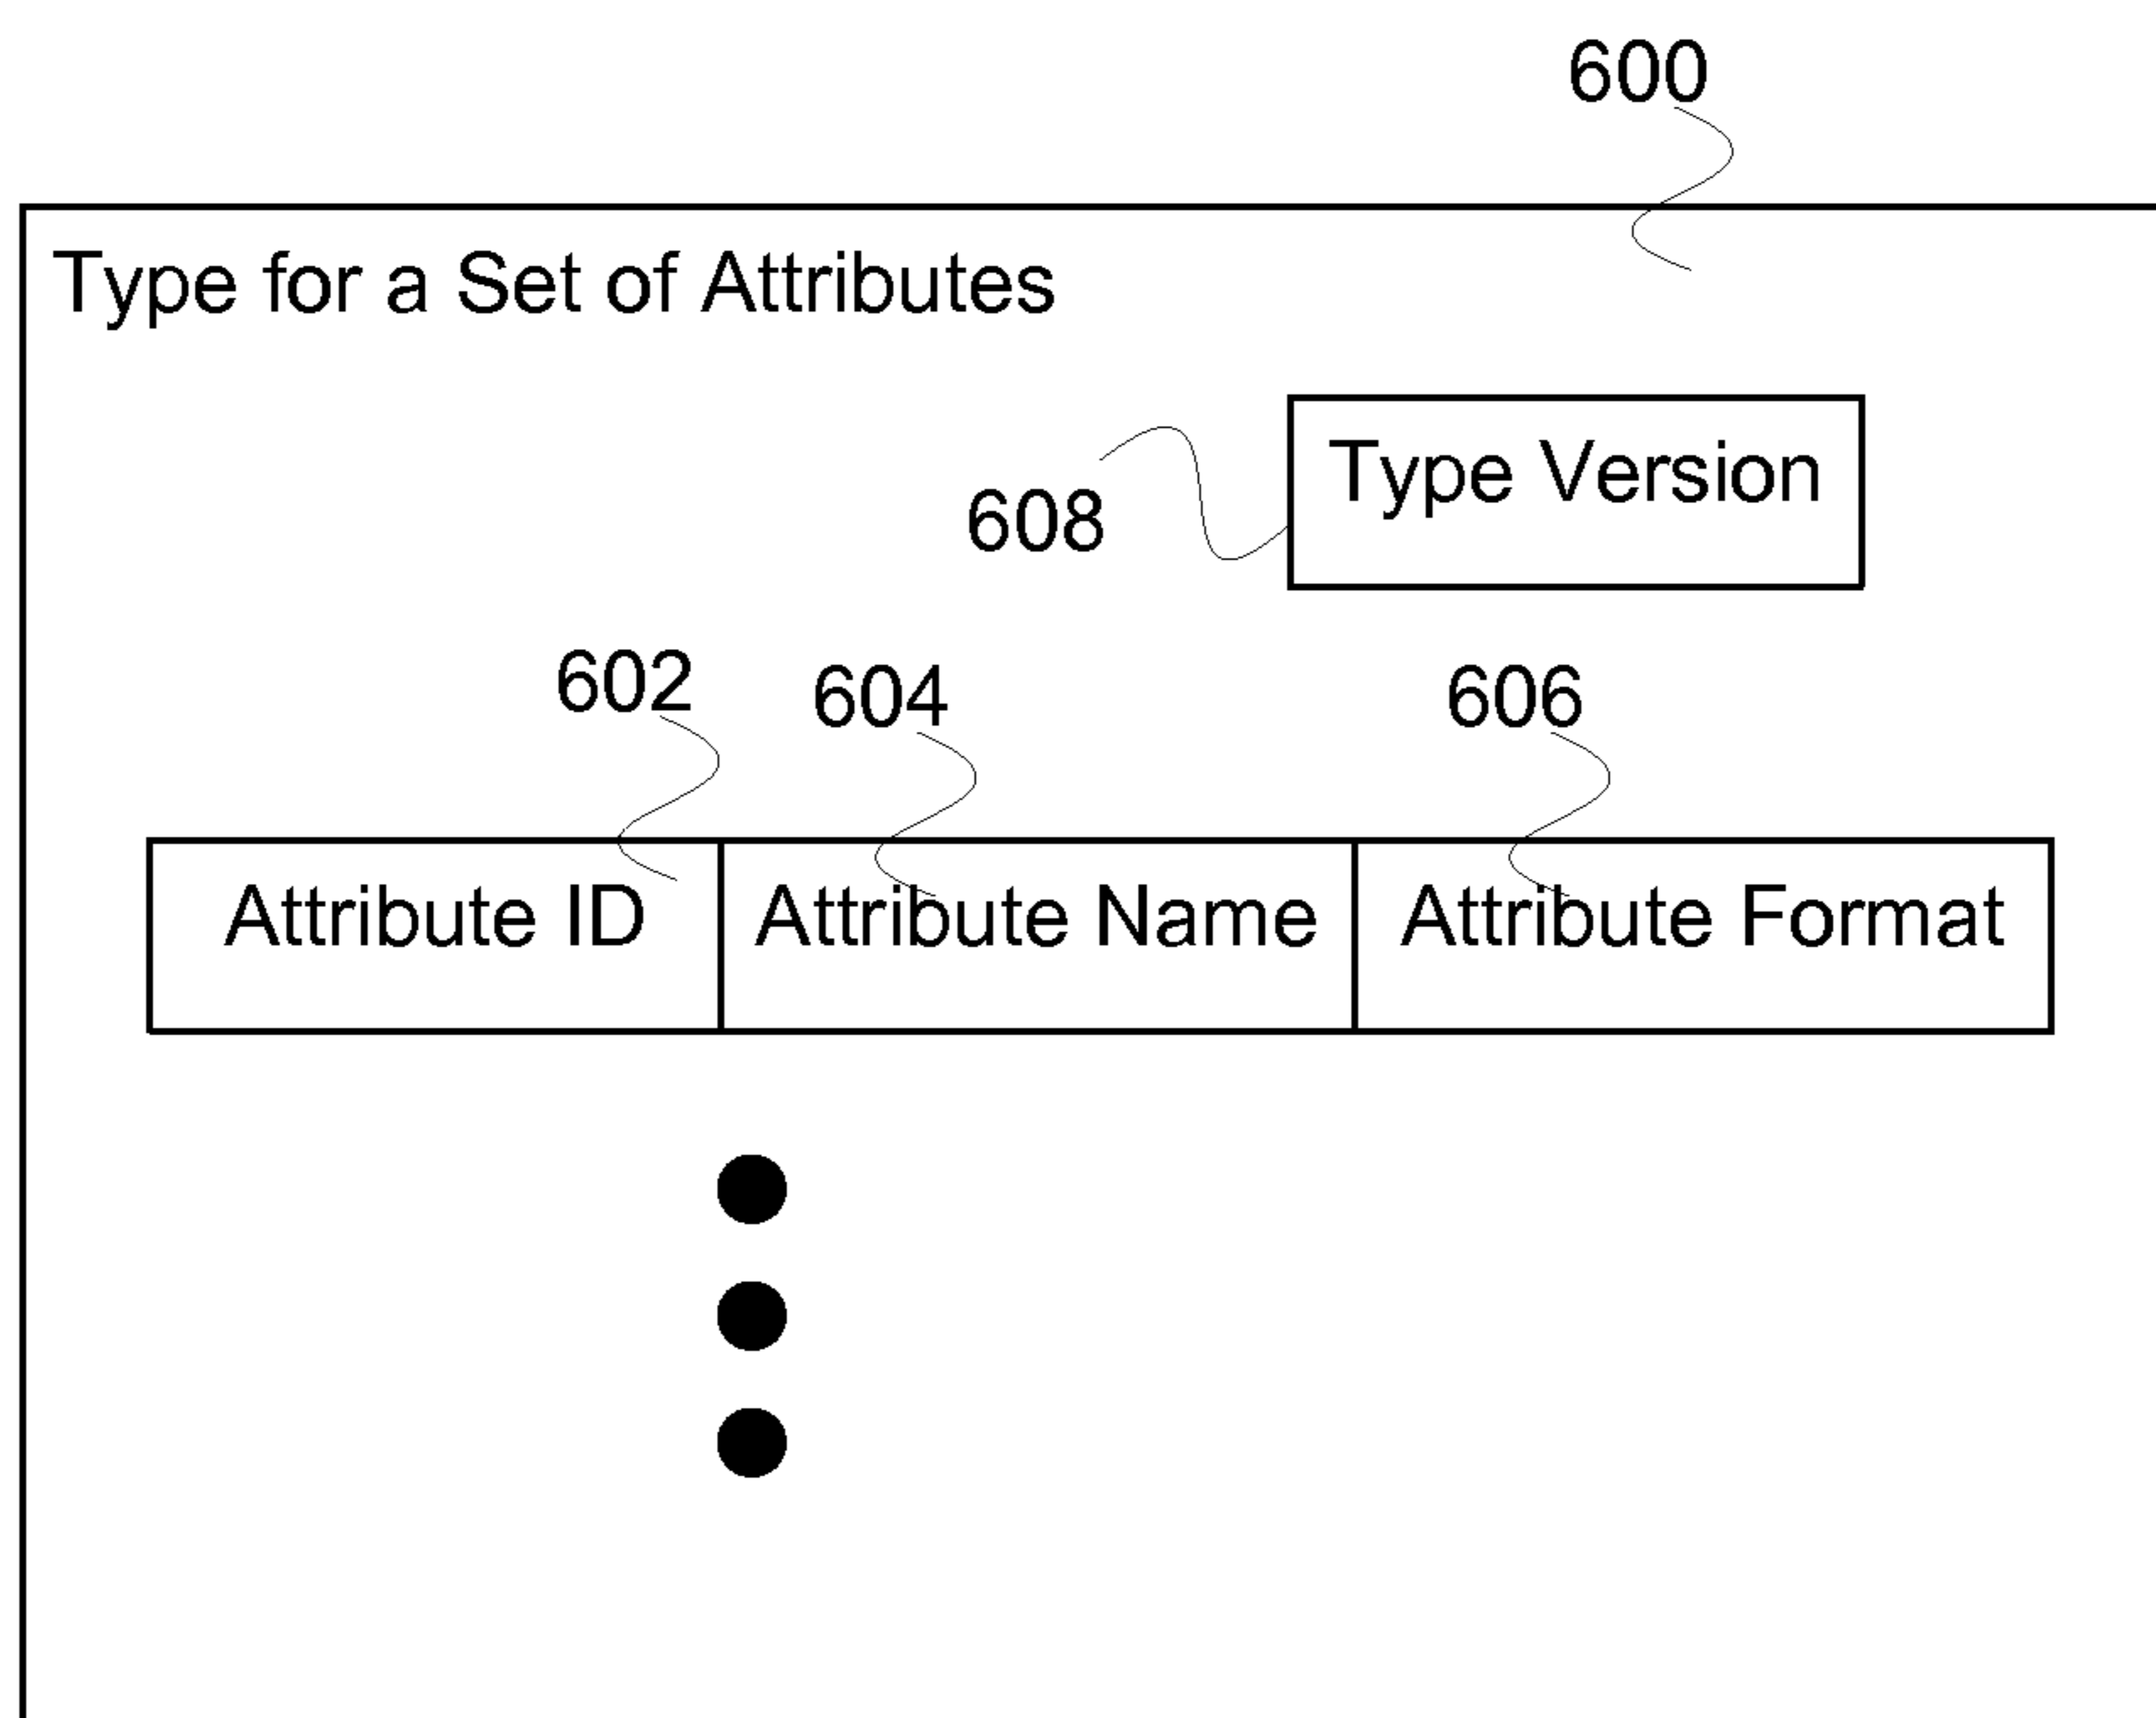 600
Type for a Set of Attributes
Type Version
608
602 604 606
Attribute ID Attribute Name Attribute Format